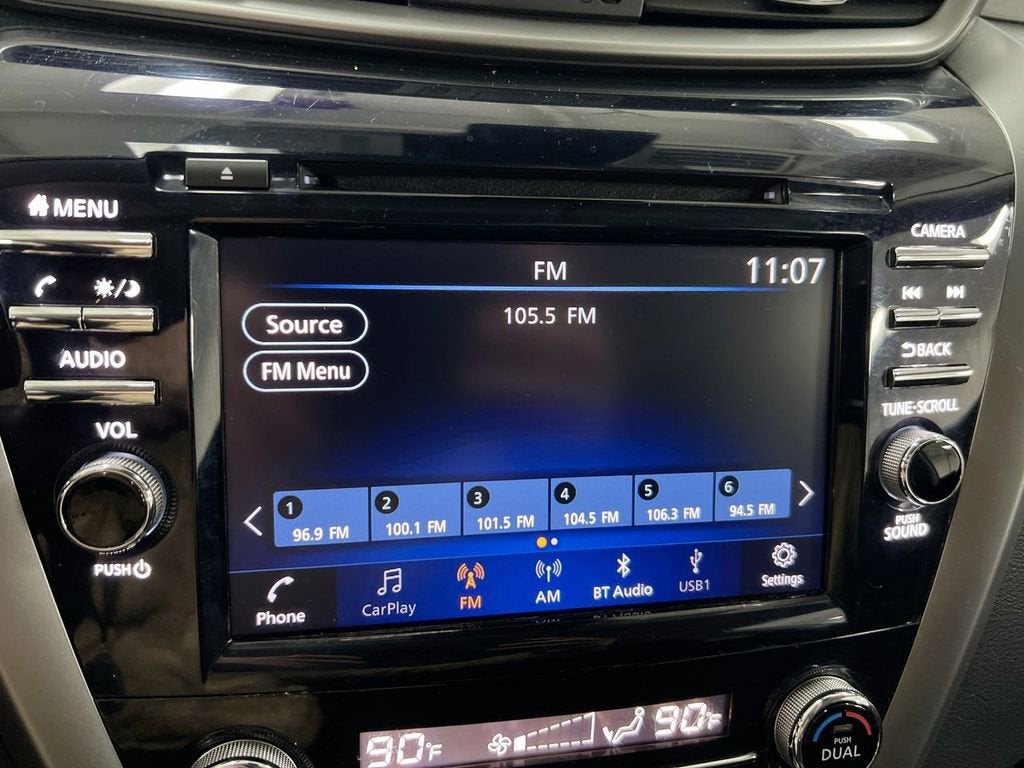 MENU
AUDIO
VOL
PUSH
FM
11:07
105.5 FM
Source
FM Menu
1
96.9 FM
2
100.1 FM
3
101.5 FM
4
104.5 FM
5
106.3 FM
6
94.5 FM
Phone
CarPlay
FM
AM
BT Audio
USB1
Settings
CAMERA
BACK
TUNE·SCROLL
PUSH
SOUND
90°F
90°F
PUSH
DUAL